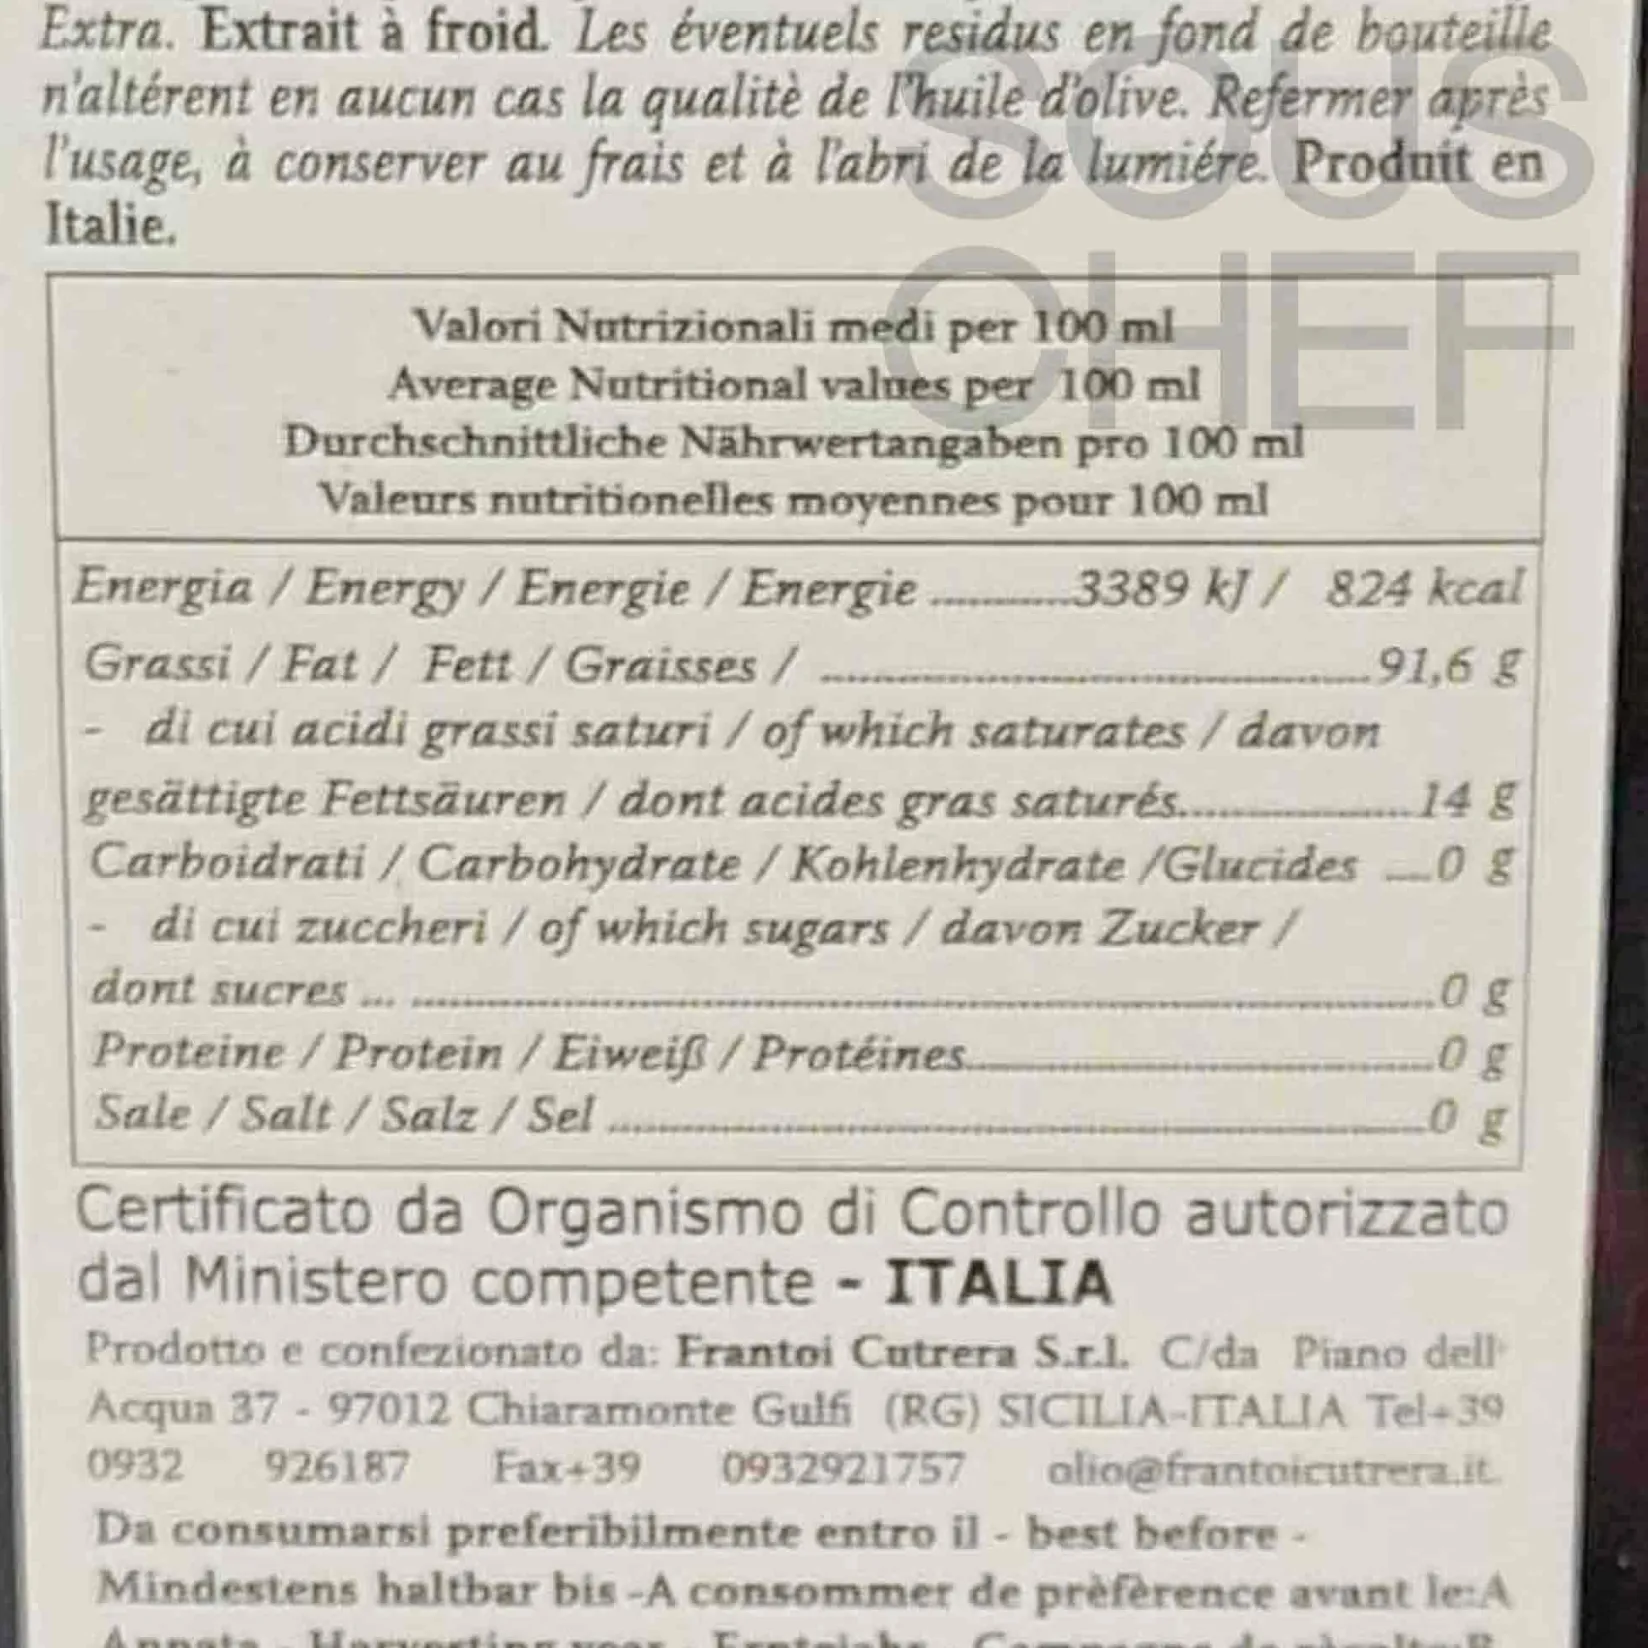 Extra. Extrait à froid. Les éventuels residus en fond de bouteille
n'altérent en aucun cas la qualitè de l'huile d'olive. Refermer après
l'usage, à conserver au frais et à l'abri de la lumiére. Produit en
Italie.
SOUS
CHEF
Valori Nutrizionali medi per 100 ml
Average Nutritional values per 100 ml
Durchschnittliche Nährwertangaben pro 100 ml
Valeurs nutritionelles moyennes pour 100 ml
Energia / Energy / Energie / Energie ............3389 kJ / 824 kcal
Grassi / Fat / Fett / Graisses / ..........................................91,6 g
- di cui acidi grassi saturi / of which saturates / davon
gesättigte Fettsäuren / dont acides gras saturés.................14 g
Carboidrati / Carbohydrate / Kohlenhydrate /Glucides ....0 g
- di cui zuccheri / of which sugars / davon Zucker /
dont sucres ... ..............................................................................0 g
Proteine / Protein / Eiweiß / Protéines...................................0 g
Sale / Salt / Salz / Sel ..............................................................0 g
Certificato da Organismo di Controllo autorizzato
dal Ministero competente - ITALIA
Prodotto e confezionato da: Frantoi Cutrera S.r.l. C/da Piano dell'
Acqua 37 - 97012 Chiaramonte Gulfi (RG) SICILIA-ITALIA Tel+39
0932 926187 Fax+39 0932921757 olio@frantoicutrera.it
Da consumarsi preferibilmente entro il - best before -
Mindestens haltbar bis -A consommer de prèfèrence avant le:A